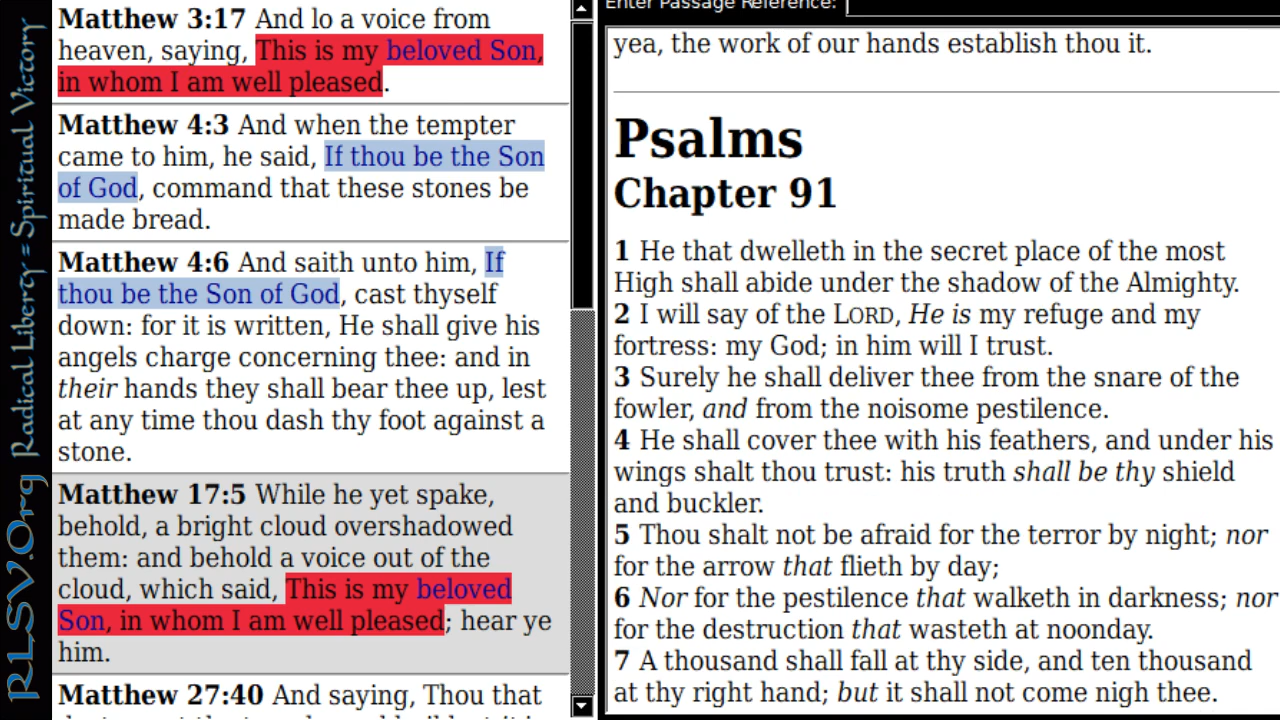 RLSV.Org Radical Liberty = Spiritual Victory
Matthew 3:17 And lo a voice from
heaven, saying, This is my beloved Son,
in whom I am well pleased.
Matthew 4:3 And when the tempter
came to him, he said, If thou be the Son
of God, command that these stones be
made bread.
Matthew 4:6 And saith unto him, If
thou be the Son of God, cast thyself
down: for it is written, He shall give his
angels charge concerning thee: and in
their hands they shall bear thee up, lest
at any time thou dash thy foot against a
stone.
Matthew 17:5 While he yet spake,
behold, a bright cloud overshadowed
them: and behold a voice out of the
cloud, which said, This is my beloved
Son, in whom I am well pleased; hear ye
him.
Matthew 27:40 And saying, Thou that
Enter Passage Reference:
yea, the work of our hands establish thou it.
Psalms
Chapter 91
1 He that dwelleth in the secret place of the most
High shall abide under the shadow of the Almighty.
2 I will say of the LORD, He is my refuge and my
fortress: my God; in him will I trust.
3 Surely he shall deliver thee from the snare of the
fowler, and from the noisome pestilence.
4 He shall cover thee with his feathers, and under his
wings shalt thou trust: his truth shall be thy shield
and buckler.
5 Thou shalt not be afraid for the terror by night; nor
for the arrow that flieth by day;
6 Nor for the pestilence that walketh in darkness; nor
for the destruction that wasteth at noonday.
7 A thousand shall fall at thy side, and ten thousand
at thy right hand; but it shall not come nigh thee.